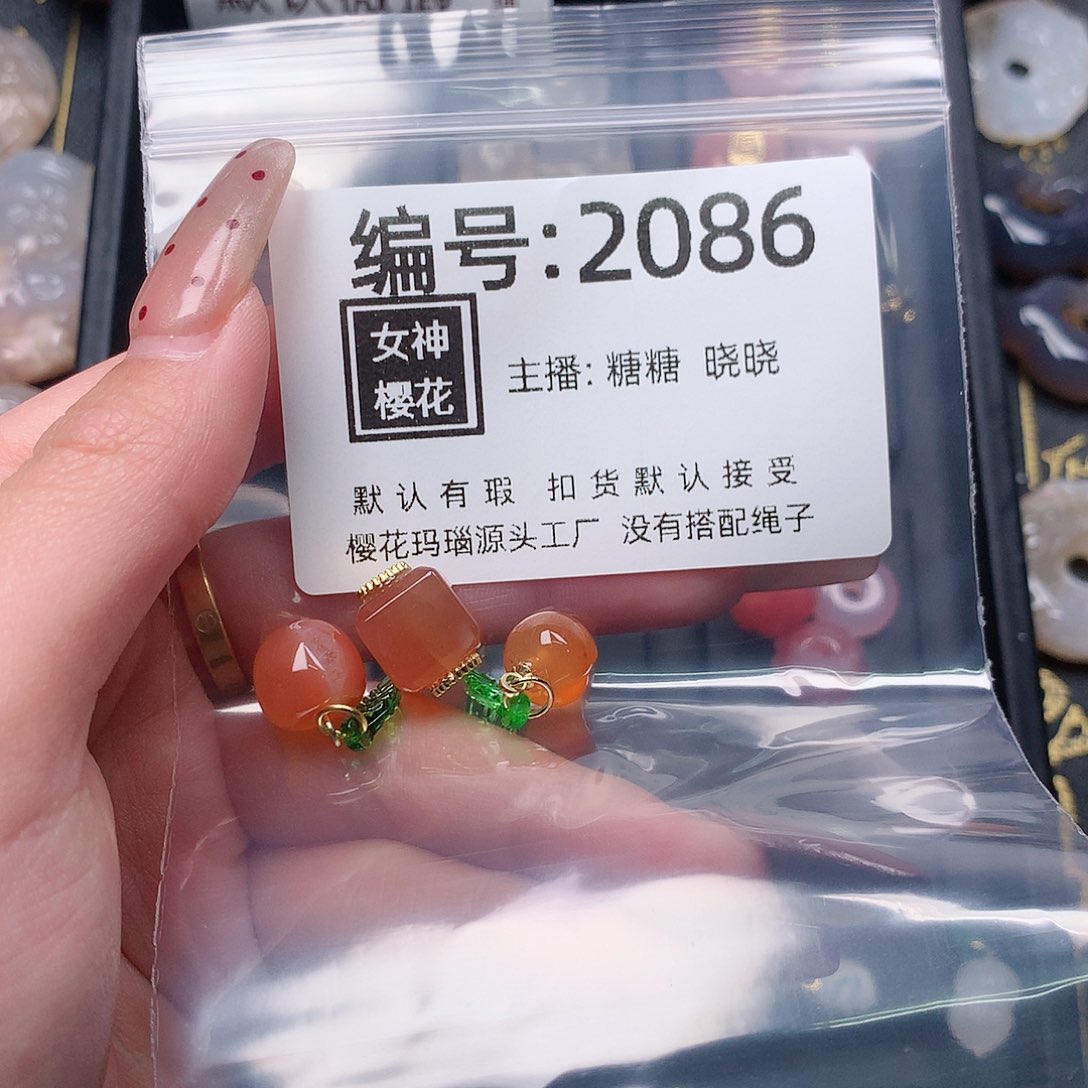 编号:2086
女神
樱花
主播: 糖糖 晓晓
默认有瑕 扣货默认接受
樱花玛瑙源头工厂 没有搭配绳子